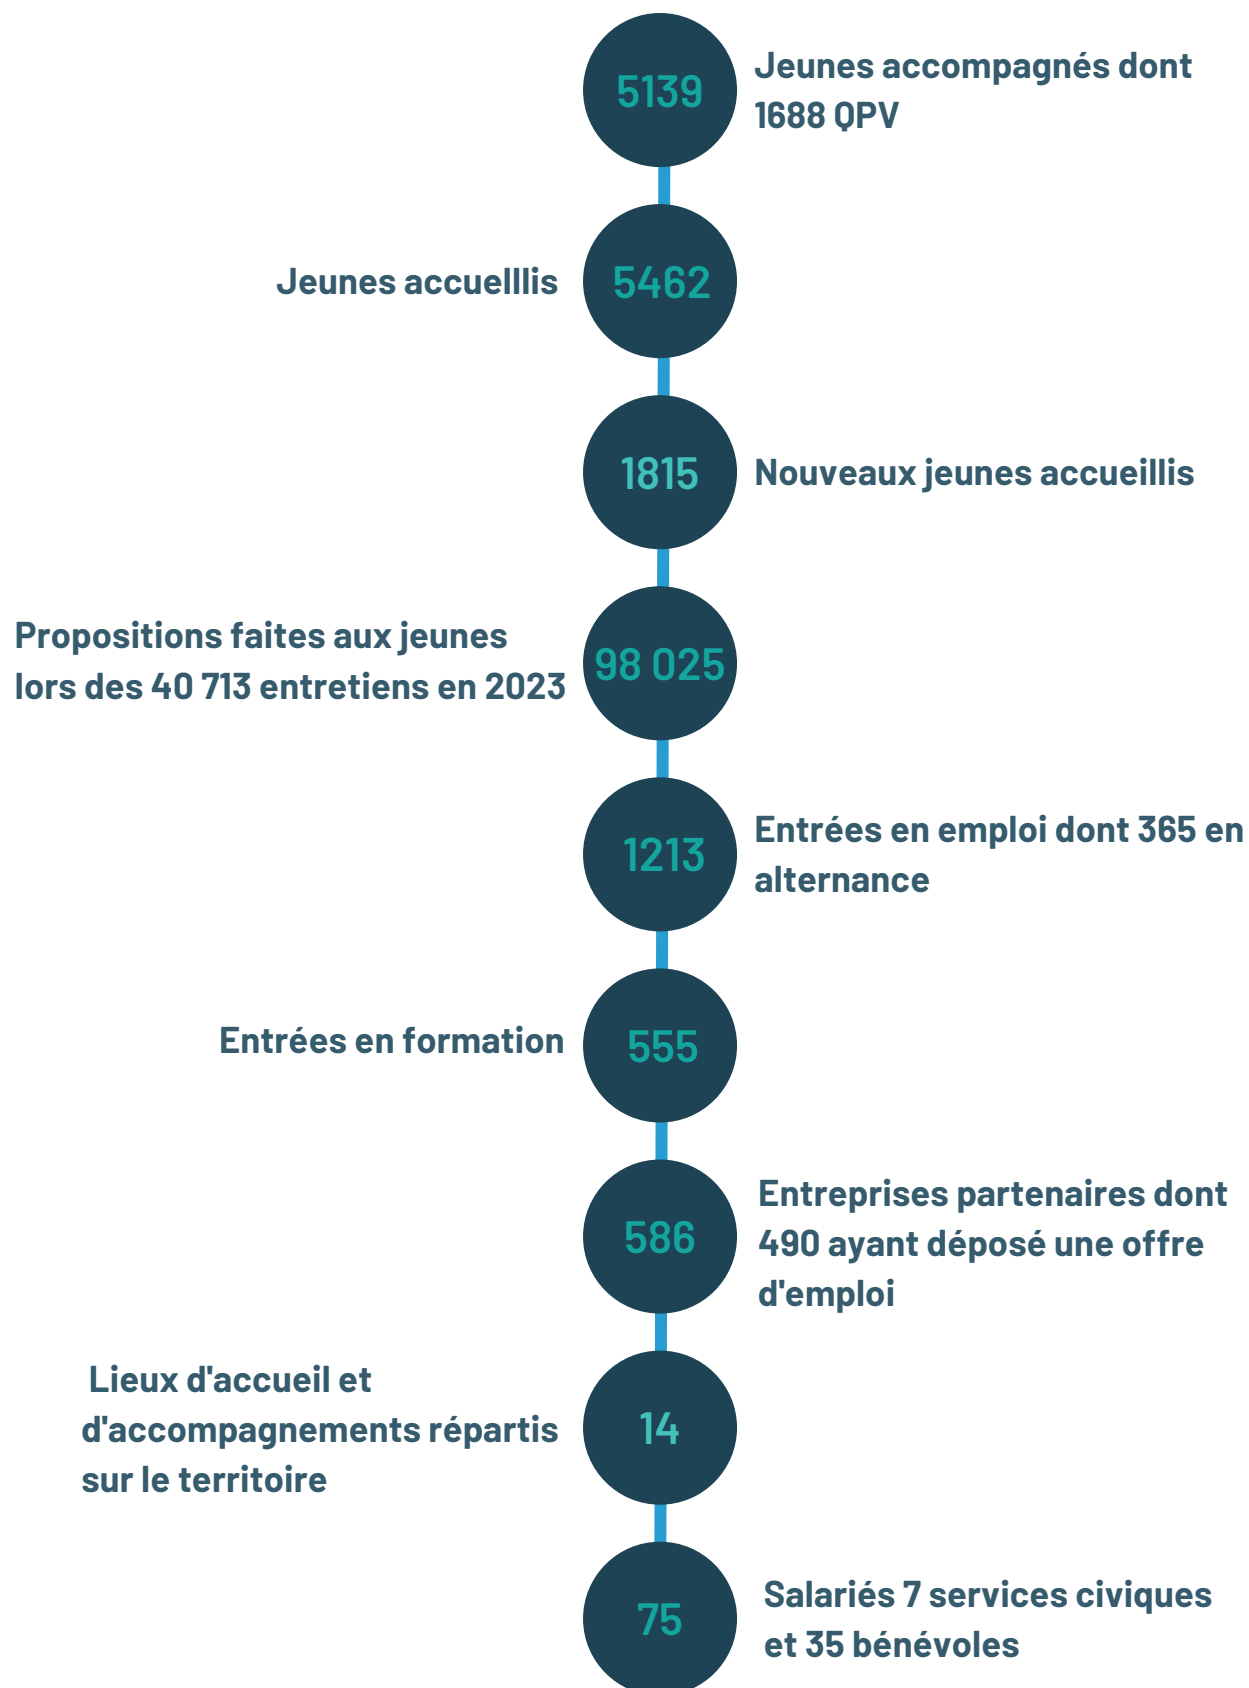 5139
Jeunes accompagnés dont
1688 QPV
Jeunes accuelllis
5462
1815
Nouveaux jeunes accueillis
Propositions faites aux jeunes
lors des 40 713 entretiens en 2023
98 025
1213
Entrées en emploi dont 365 en
alternance
Entrées en formation
555
586
Entreprises partenaires dont
490 ayant déposé une offre
d'emploi
Lieux d'accueil et
d'accompagnements répartis
sur le territoire
14
75
Salariés 7 services civiques
et 35 bénévoles